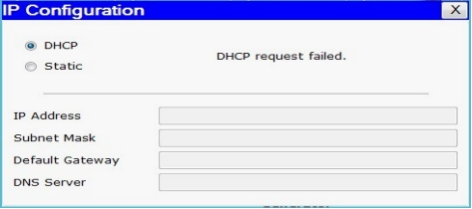 IP Configuration
X
DHCP
DHCP request failed.
Static
IP Address
Subnet Mask
Default Gateway
DNS Server